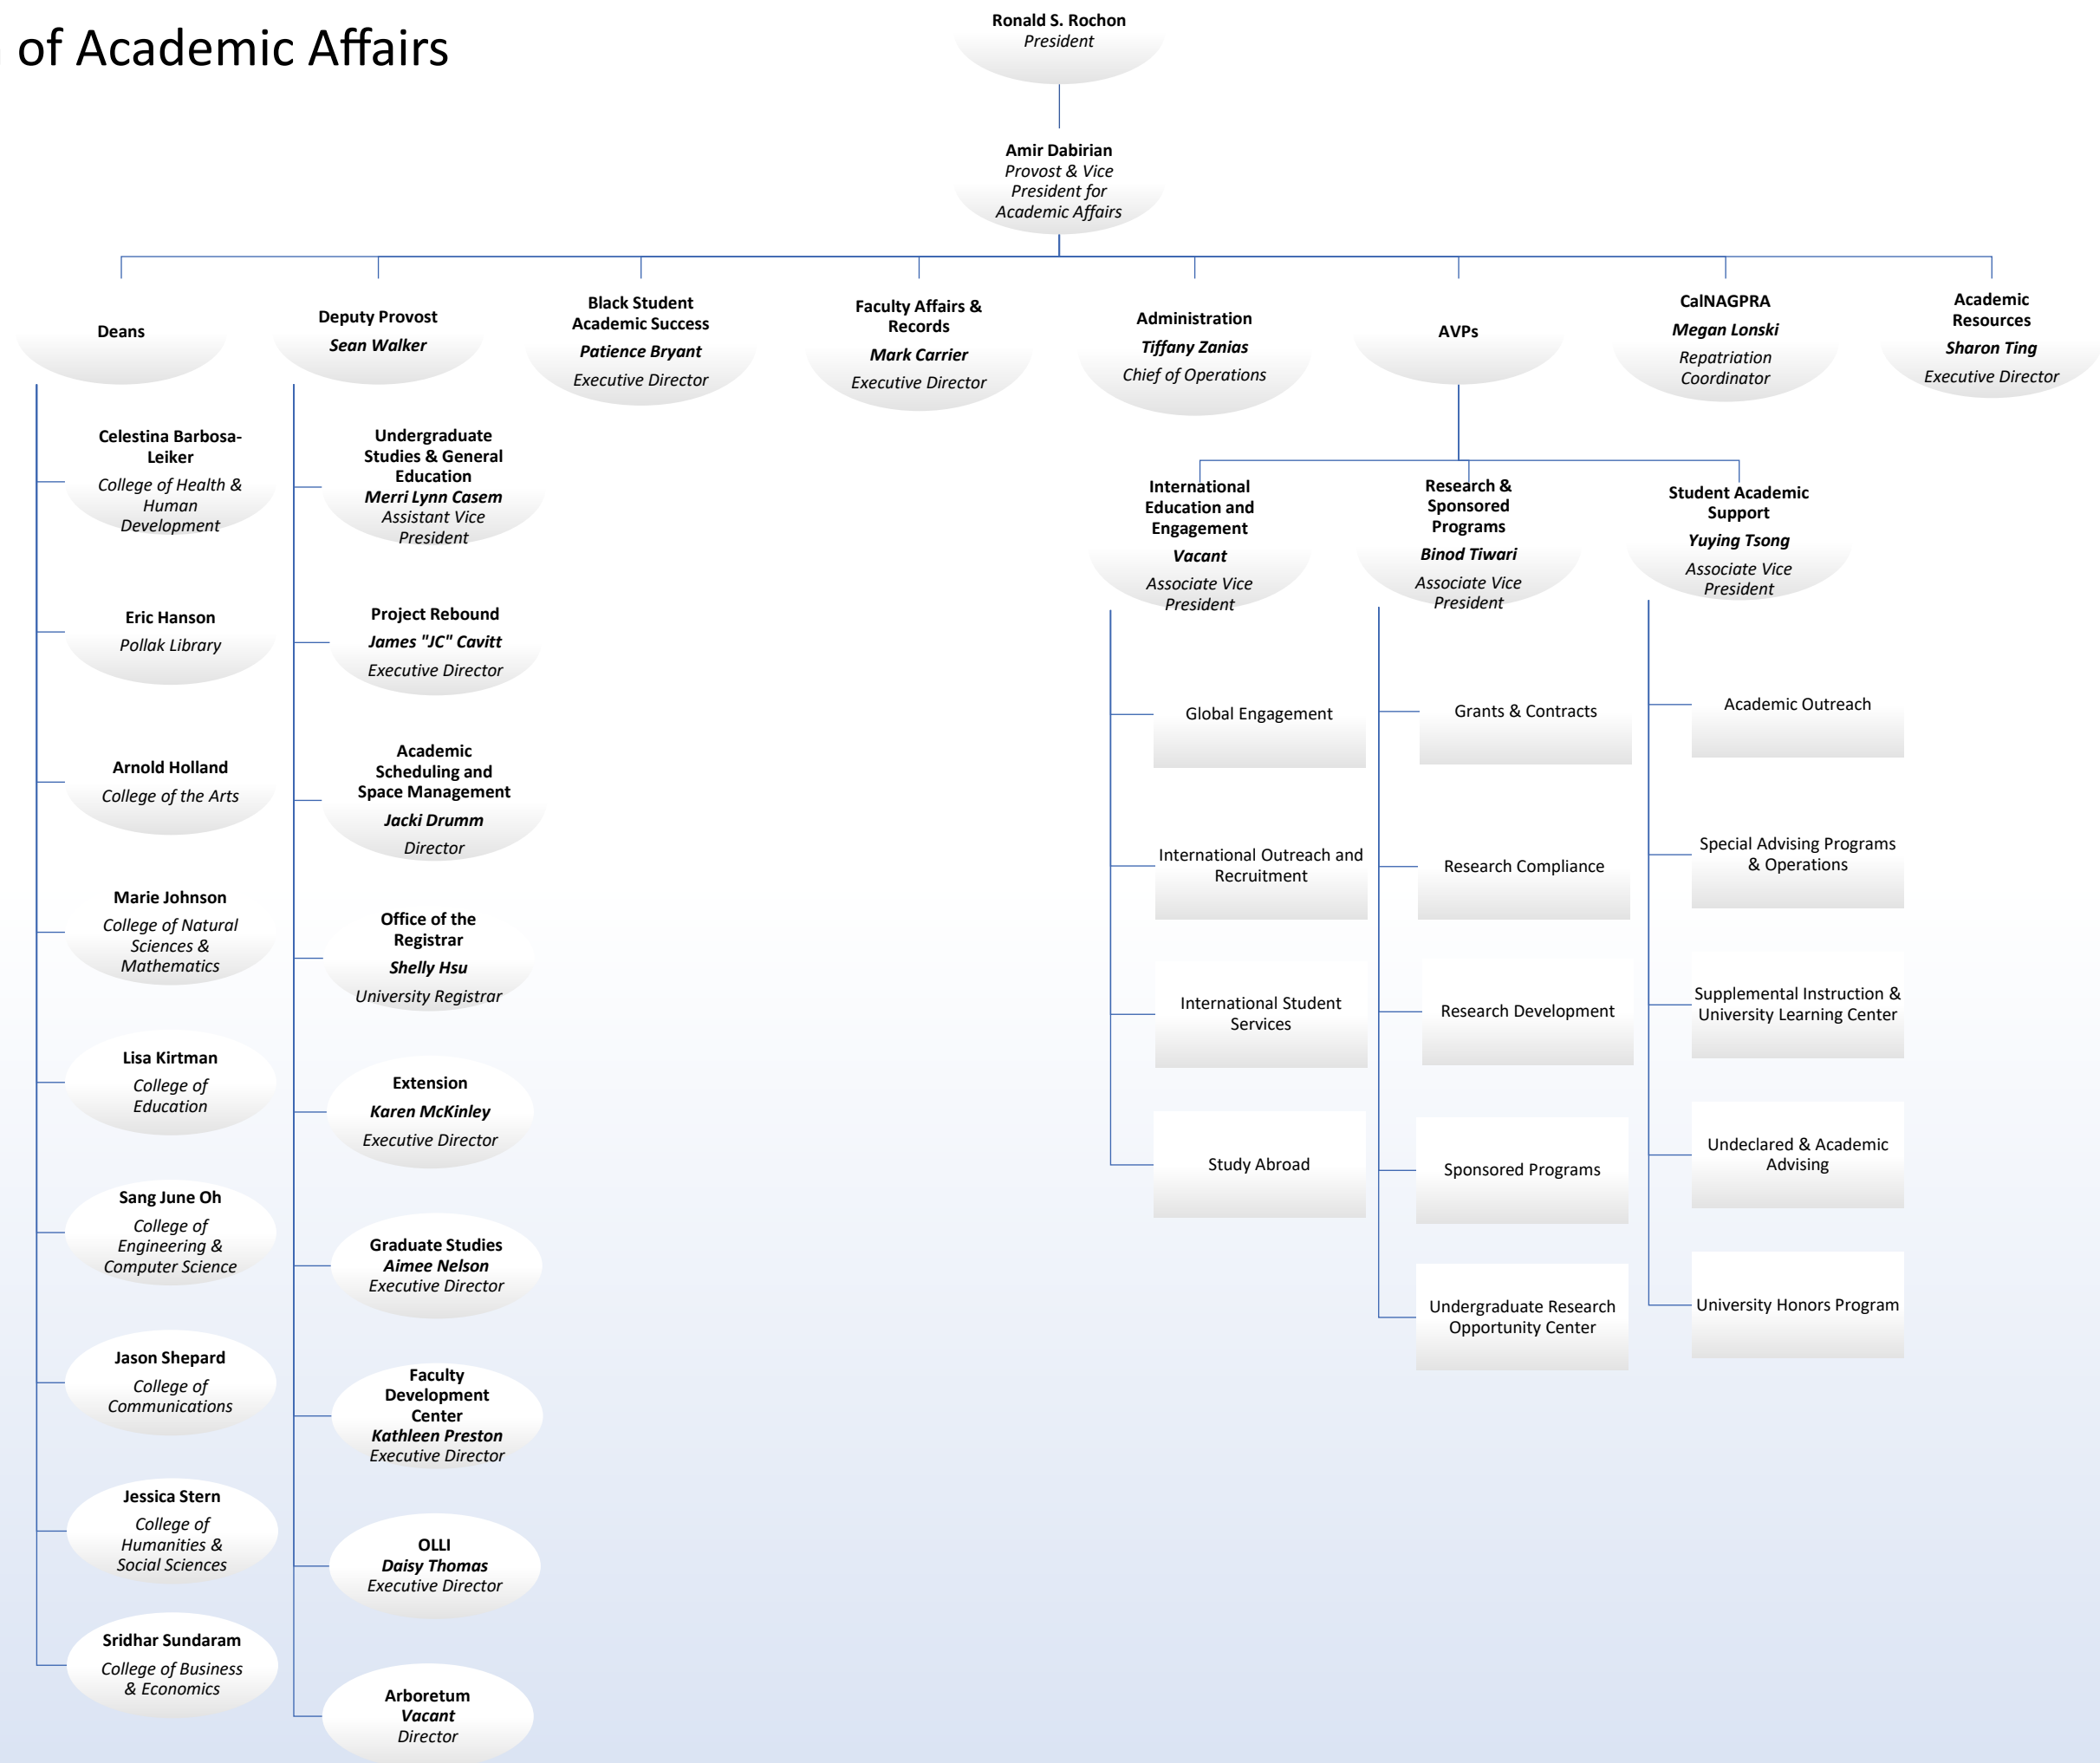 of Academic Affairs
Ronald S. Rochon
President
Amir Dabirian
Provost & Vice
President for
Academic Affairs
Deans
Deputy Provost
Sean Walker
Black Student
Academic Success
Patience Bryant
Executive Director
Faculty Affairs &
Records
Mark Carrier
Executive Director
Administration
Tiffany Zanias
Chief of Operations
AVPs
CalNAGPRA
Megan Lonski
Repatriation
Coordinator
Academic
Resources
Sharon Ting
Executive Director
Celestina Barbosa-
Leiker
College of Health &
Human
Development
Eric Hanson
Pollak Library
Arnold Holland
College of the Arts
Marie Johnson
College of Natural
Sciences &
Mathematics
Lisa Kirtman
College of
Education
Sang June Oh
College of
Engineering &
Computer Science
Jason Shepard
College of
Communications
Jessica Stern
College of
Humanities &
Social Sciences
Sridhar Sundaram
College of Business
& Economics
Undergraduate
Studies & General
Education
Merri Lynn Casem
Assistant Vice
President
Project Rebound
James "JC" Cavitt
Executive Director
Academic
Scheduling and
Space Management
Jacki Drumm
Director
Office of the
Registrar
Shelly Hsu
University Registrar
Extension
Karen McKinley
Executive Director
Graduate Studies
Aimee Nelson
Executive Director
Faculty
Development
Center
Kathleen Preston
Executive Director
OLLI
Daisy Thomas
Executive Director
Arboretum
Vacant
Director
International
Education and
Engagement
Vacant
Associate Vice
President
Global Engagement
International Outreach and
Recruitment
International Student
Services
Study Abroad
Research &
Sponsored
Programs
Binod Tiwari
Associate Vice
President
Grants & Contracts
Research Compliance
Research Development
Sponsored Programs
Undergraduate Research
Opportunity Center
Student Academic
Support
Yuying Tsong
Associate Vice
President
Academic Outreach
Special Advising Programs
& Operations
Supplemental Instruction &
University Learning Center
Undeclared & Academic
Advising
University Honors Program